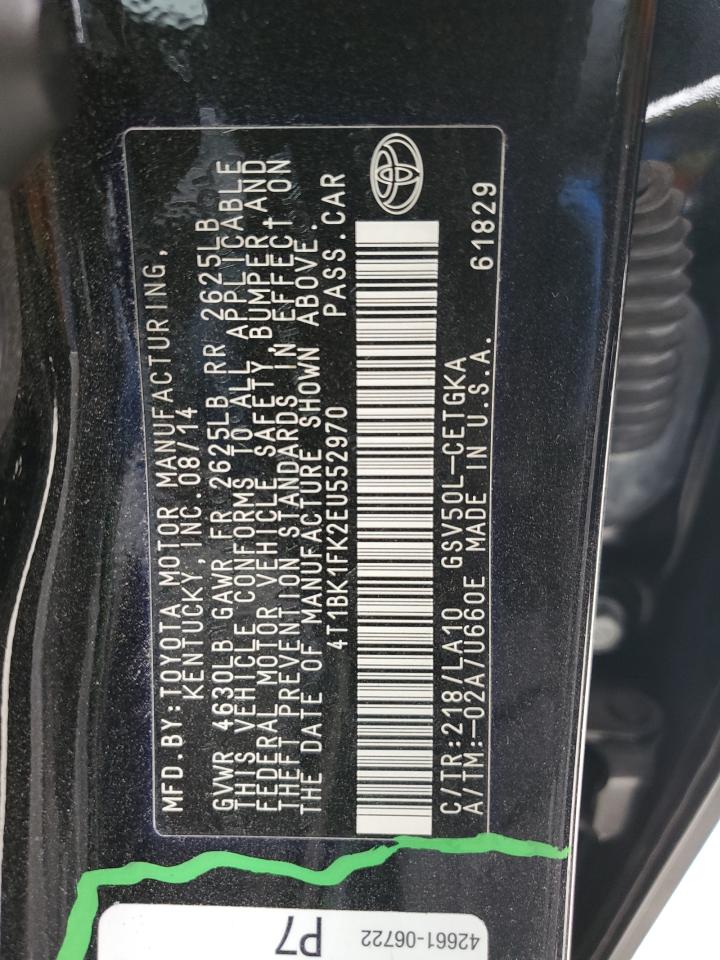 MFD.BY:TOYOTA MOTOR MANUFACTURING,
KENTUCKY, INC.08/14
GVWR 4630LB GAWR FR 2625LB RR 2625LB
THIS VEHICLE CONFORMS TO ALL APPLICABLE
FEDERAL MOTOR VEHICLE SAFETY,BUMPER AND
THEFT PREVENTION STANDARDS IN EFFECT ON
THE DATE OF MANUFACTURE SHOWN ABOVE.
4T1BK1FK2EU552970 PASS.CAR
C/TR:218/LA10 GSV50L-CETGKA 61829
A/TM:-02A/U660E MADE IN U.S.A.
P7
42661-06722